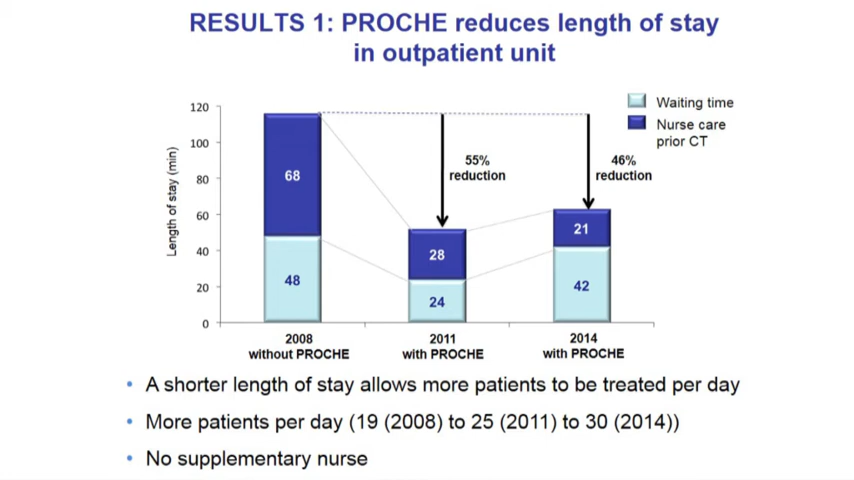 RESULTS 1: PROCHE reduces length of stay
in outpatient unit
Waiting time
Nurse care
prior CT
Length of stay (min)
120
100
80
60
40
20
0
68
48
55%
reduction
28
24
46%
reduction
21
42
2008
without PROCHE
2011
with PROCHE
2014
with PROCHE
• A shorter length of stay allows more patients to be treated per day
• More patients per day (19 (2008) to 25 (2011) to 30 (2014))
• No supplementary nurse